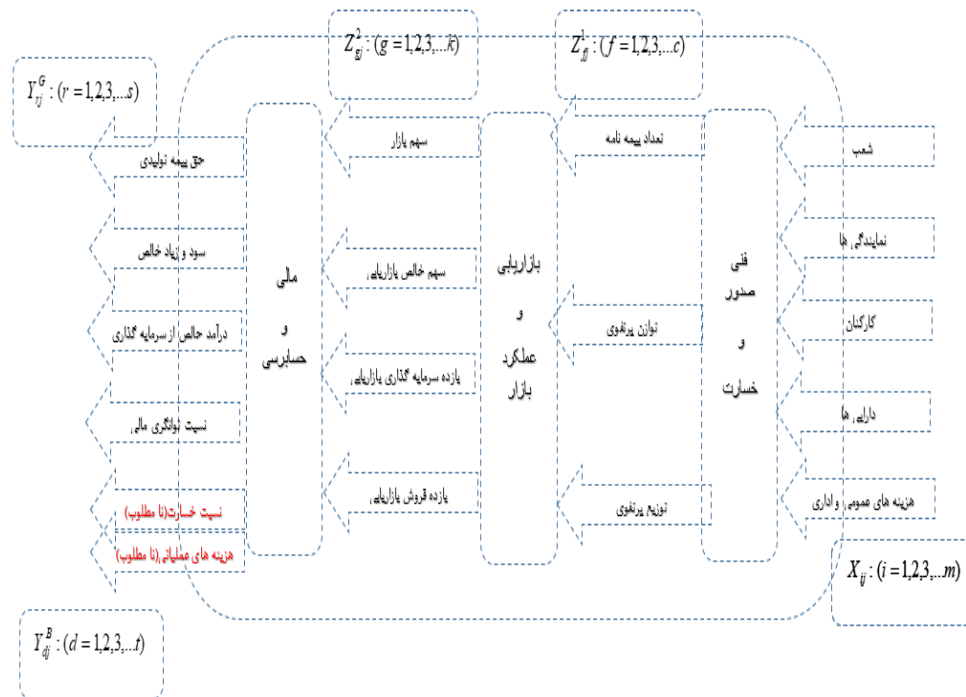 Z¹fj : (f = 1,2,3,...c)
Z²gj : (g = 1,2,3,...k)
Y^G rj : (r = 1,2,3,...s)
شعب
نمایندگی ها
کارکنان
دارایی ها
هزینه های عمومی و اداری
X ij : (i = 1,2,3,...m)
فنی
صدور
و
خسارت
تعداد بیمه نامه
توازن پرتفوی
توزیع پرتفوی
بازاریابی
و
عملکرد
بازار
سهم بازار
سهم خالص بازاریابی
بازده سرمایه گذاری بازاریابی
بازده فروش بازاریابی
مالی
و
حسابرسی
حق بیمه تولیدی
سود و زیاد خالص
درآمد خالص از سرمایه گذاری
نسبت توانگری مالی
نسبت خسارت(نا مطلوب)
هزینه های عملیاتی(نا مطلوب)
Y^B dj : (d = 1,2,3,...t)